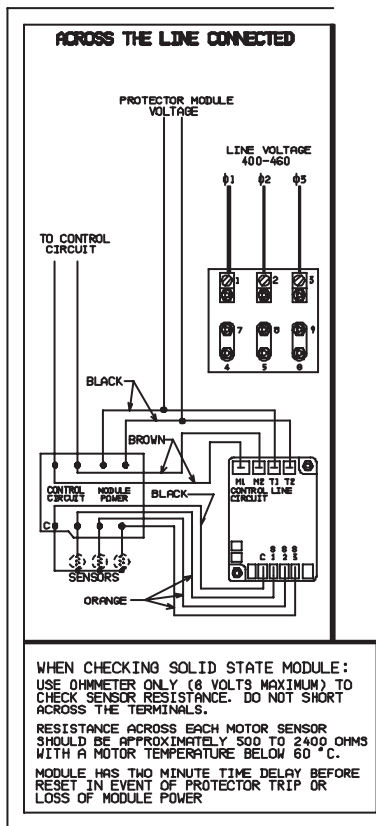 ACROSS THE LINE CONNECTED
PROTECTOR MODULE
VOLTAGE
LINE VOLTAGE
400-460
ϕ1 ϕ2 ϕ3
TO CONTROL
CIRCUIT
1 2 3
7 8 9
4 5 6
BLACK
BROWN
M1 M2 T1 T2
CONTROL LINE
CIRCUIT
CONTROL
CIRCUIT
MODULE
POWER
BLACK
C
C S1 S2 S3
SENSORS
ORANGE
WHEN CHECKING SOLID STATE MODULE:
USE OHMMETER ONLY (6 VOLTS MAXIMUM) TO
CHECK SENSOR RESISTANCE. DO NOT SHORT
ACROSS THE TERMINALS.
RESISTANCE ACROSS EACH MOTOR SENSOR
SHOULD BE APPROXIMATELY 500 TO 2400 OHMS
WITH A MOTOR TEMPERATURE BELOW 60 °C.
MODULE HAS TWO MINUTE TIME DELAY BEFORE
RESET IN EVENT OF PROTECTOR TRIP OR
LOSS OF MODULE POWER